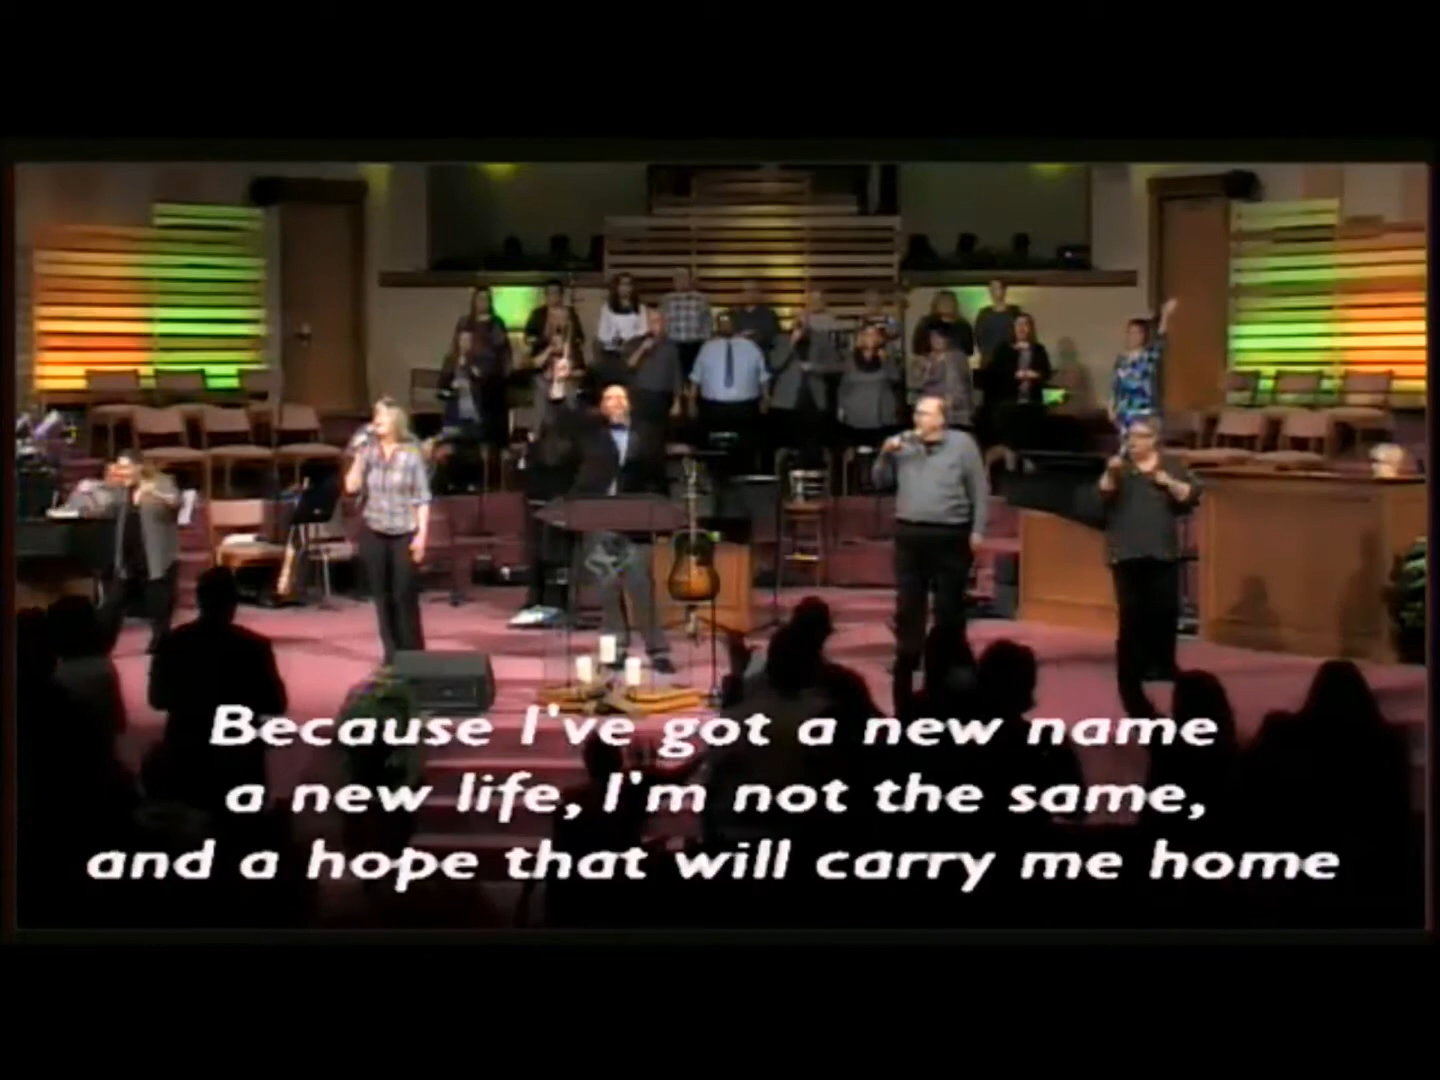 Because I've got a new name
a new life, I'm not the same,
and a hope that will carry me home